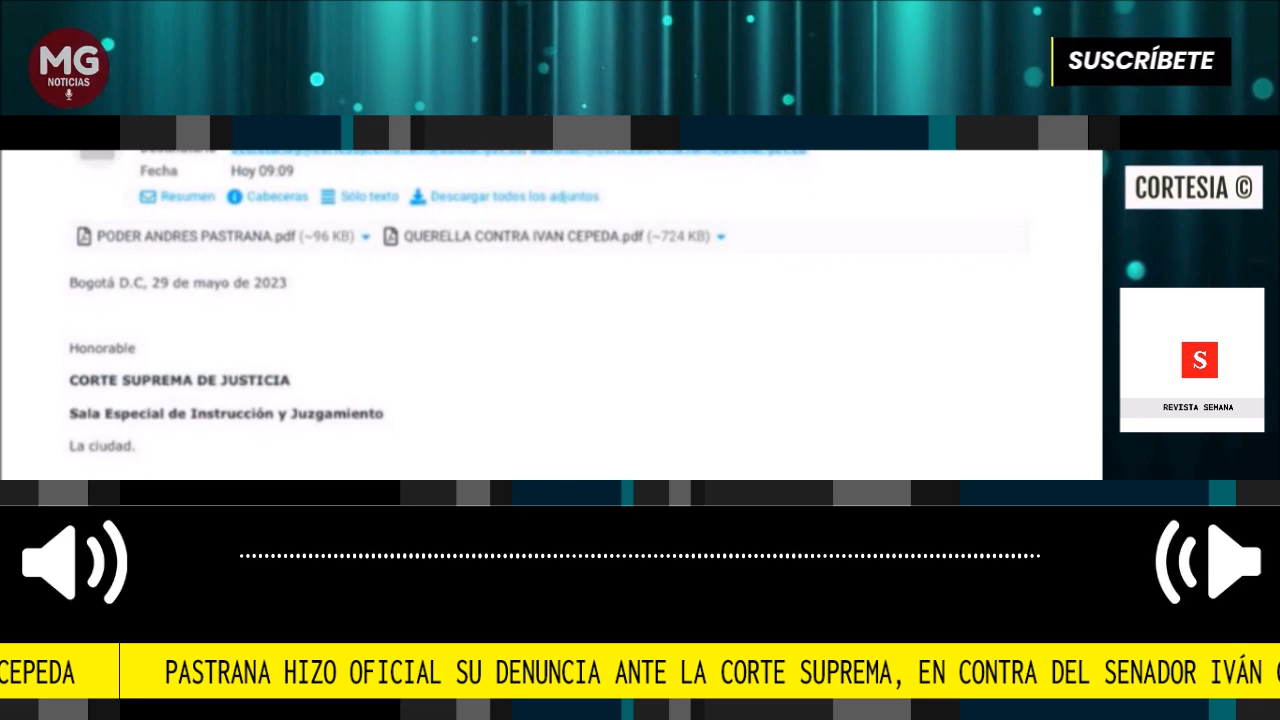 MG
NOTICIAS
SUSCRÍBETE
Fecha Hoy 09:09
Resumen Cabeceras Sólo texto Descargar todos los adjuntos
PODER ANDRES PASTRANA.pdf (~96 KB) QUERELLA CONTRA IVAN CEPEDA.pdf (~724 KB)
Bogotá D.C, 29 de mayo de 2023
Honorable
CORTE SUPREMA DE JUSTICIA
Sala Especial de Instrucción y Juzgamiento
La ciudad.
CORTESIA ©
S
REVISTA SEMANA
CEPEDA PASTRANA HIZO OFICIAL SU DENUNCIA ANTE LA CORTE SUPREMA, EN CONTRA DEL SENADOR IVÁN